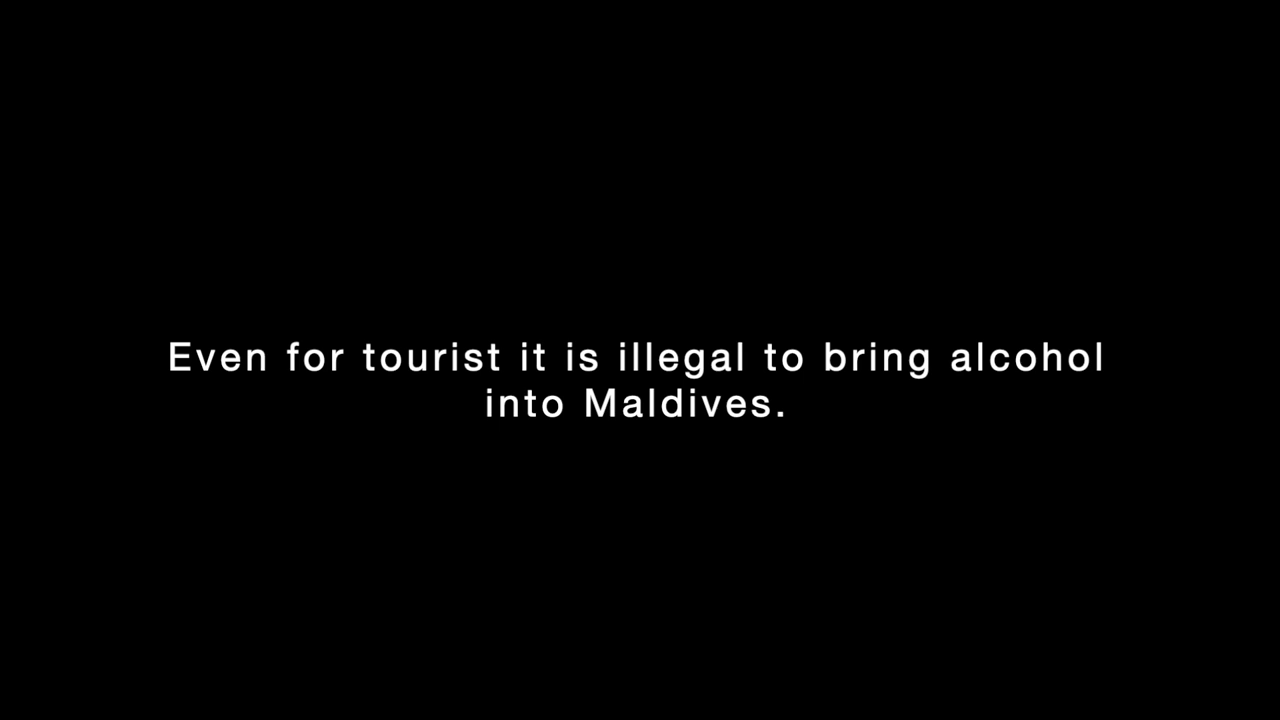 Even for tourist it is illegal to bring alcohol
into Maldives.